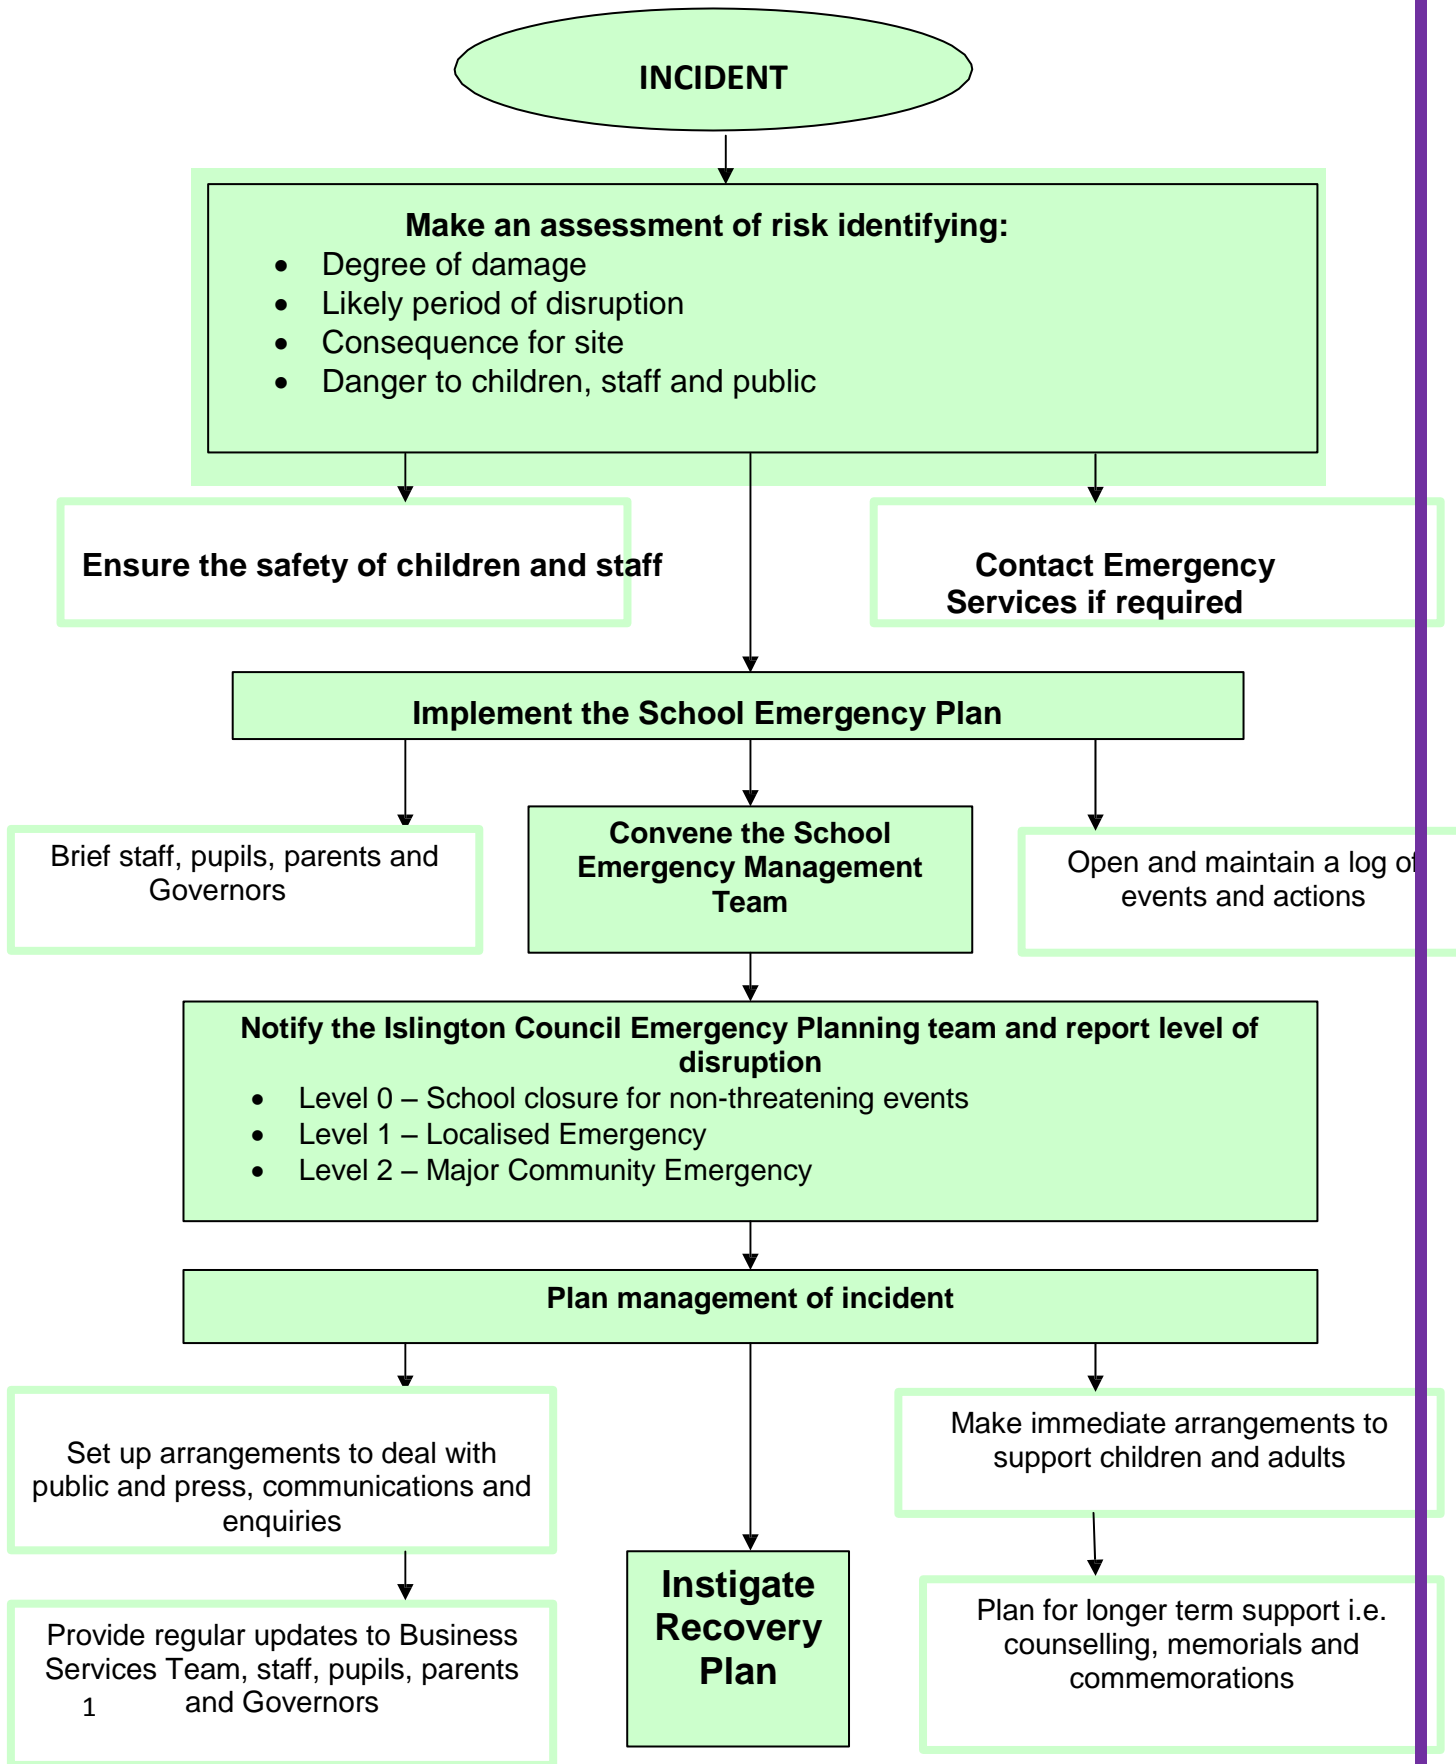 INCIDENT
Make an assessment of risk identifying:
• Degree of damage
• Likely period of disruption
• Consequence for site
• Danger to children, staff and public
Ensure the safety of children and staff
Contact Emergency
Services if required
Implement the School Emergency Plan
Brief staff, pupils, parents and
Governors
Convene the School
Emergency Management
Team
Open and maintain a log of
events and actions
Notify the Islington Council Emergency Planning team and report level of
disruption
• Level 0 – School closure for non-threatening events
• Level 1 – Localised Emergency
• Level 2 – Major Community Emergency
Plan management of incident
Set up arrangements to deal with
public and press, communications and
enquiries
Make immediate arrangements to
support children and adults
Instigate
Recovery
Plan
Provide regular updates to Business
Services Team, staff, pupils, parents
and Governors
Plan for longer term support i.e.
counselling, memorials and
commemorations
1